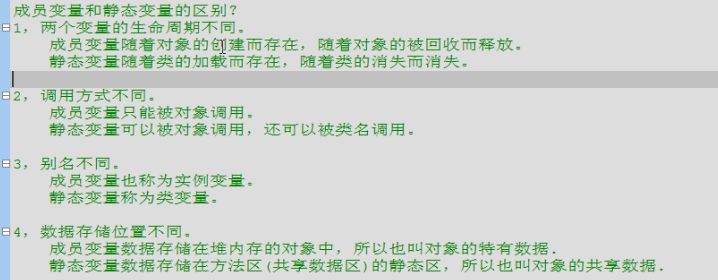 成员变量和静态变量的区别?
1, 两个变量的生命周期不同。
成员变量随着对象的创建而存在, 随着对象的被回收而释放。
静态变量随着类的加载而存在, 随着类的消失而消失。
2, 调用方式不同。
成员变量只能被对象调用。
静态变量可以被对象调用, 还可以被类名调用。
3, 别名不同。
成员变量也称为实例变量。
静态变量称为类变量。
4, 数据存储位置不同。
成员变量数据存储在堆内存的对象中, 所以也叫对象的特有数据.
静态变量数据存储在方法区(共享数据区)的静态区, 所以也叫对象的共享数据.